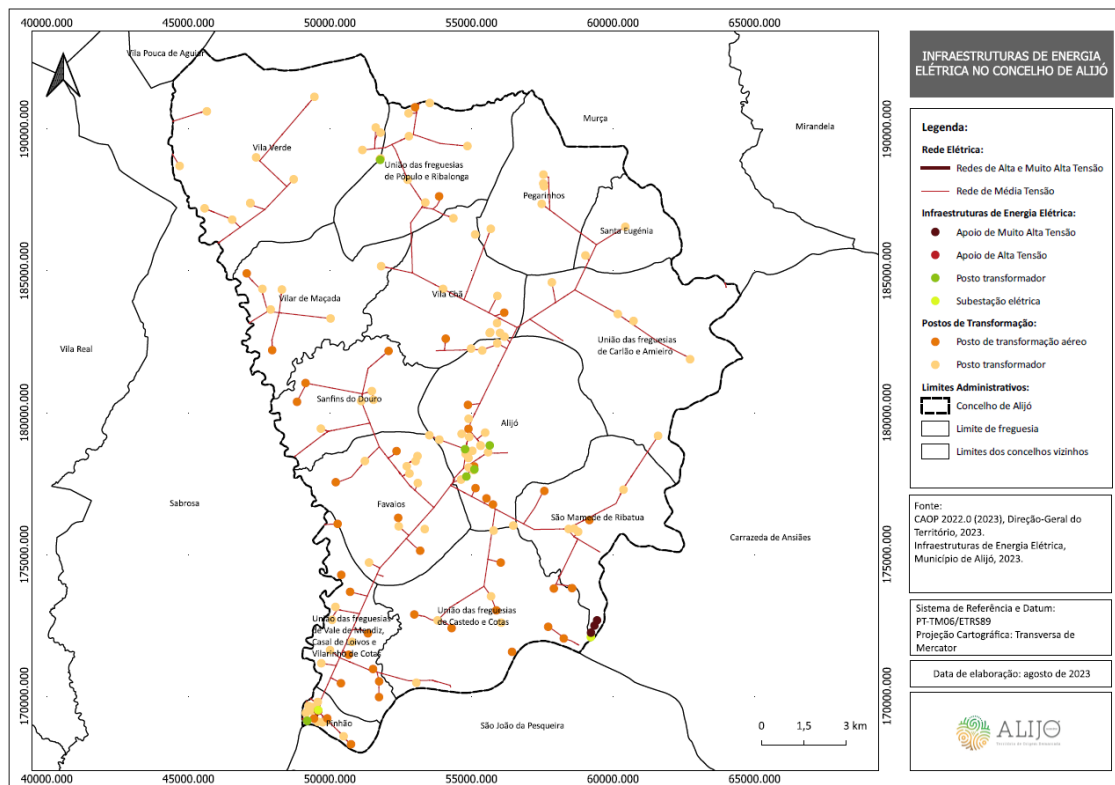 40000.000 45000.000 50000.000 55000.000 60000.000 65000.000
Vila Pouca de Aguiar
Murça
Mirandela
190000.000 190000.000
Vila Verde
União das freguesias
de Pópulo e Ribalonga
Pegarinhos
Santa Eugénia
185000.000 185000.000
Vilar de Maçada
Vila Chã
Vila Real
União das freguesias
de Carlão e Amieiro
Sanfins do Douro
180000.000 180000.000
Alijó
Sabrosa
Favaios
São Mamede de Ribatua
Carrazeda de Ansiães
175000.000 175000.000
União das freguesias
de Vale de Mendiz,
Casal de Loivos e
Vilarinho de Cotas
União das freguesias
de Castedo e Cotas
170000.000 170000.000
Pinhão
São João da Pesqueira
0 1,5 3 km
40000.000 45000.000 50000.000 55000.000 60000.000 65000.000
INFRAESTRUTURAS DE ENERGIA
ELÉTRICA NO CONCELHO DE ALIJÓ
Legenda:
Rede Elétrica:
Redes de Alta e Muito Alta Tensão
Rede de Média Tensão
Infraestruturas de Energia Elétrica:
Apoio de Muito Alta Tensão
Apoio de Alta Tensão
Posto transformador
Subestação elétrica
Postos de Transformação:
Posto de transformação aéreo
Posto transformador
Limites Administrativos:
Concelho de Alijó
Limite de freguesia
Limites dos concelhos vizinhos
Fonte:
CAOP 2022.0 (2023), Direção-Geral do
Território, 2023.
Infraestruturas de Energia Elétrica,
Município de Alijó, 2023.
Sistema de Referência e Datum:
PT-TM06/ETRS89
Projeção Cartográfica: Transversa de
Mercator
Data de elaboração: agosto de 2023
ALIJÓ